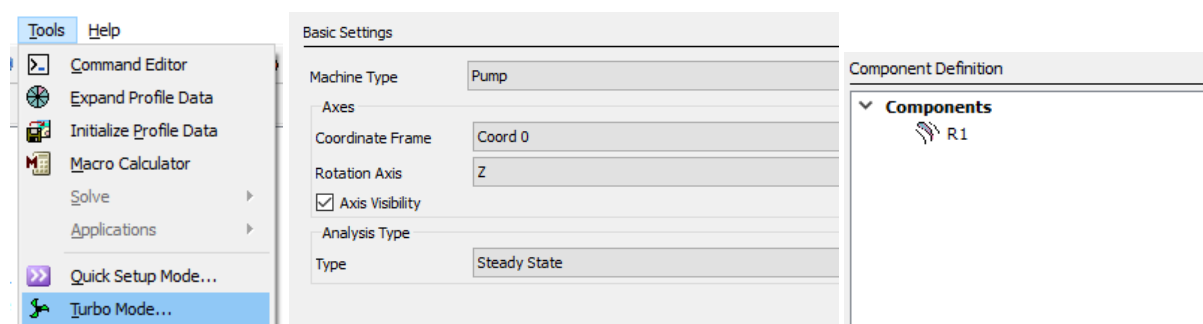 Tools Help
Command Editor
Expand Profile Data
Initialize Profile Data
Macro Calculator
Solve
Applications
Quick Setup Mode...
Turbo Mode...
Basic Settings
Machine Type Pump
Axes
Coordinate Frame Coord 0
Rotation Axis Z
Axis Visibility
Analysis Type
Type Steady State
Component Definition
Components
R1